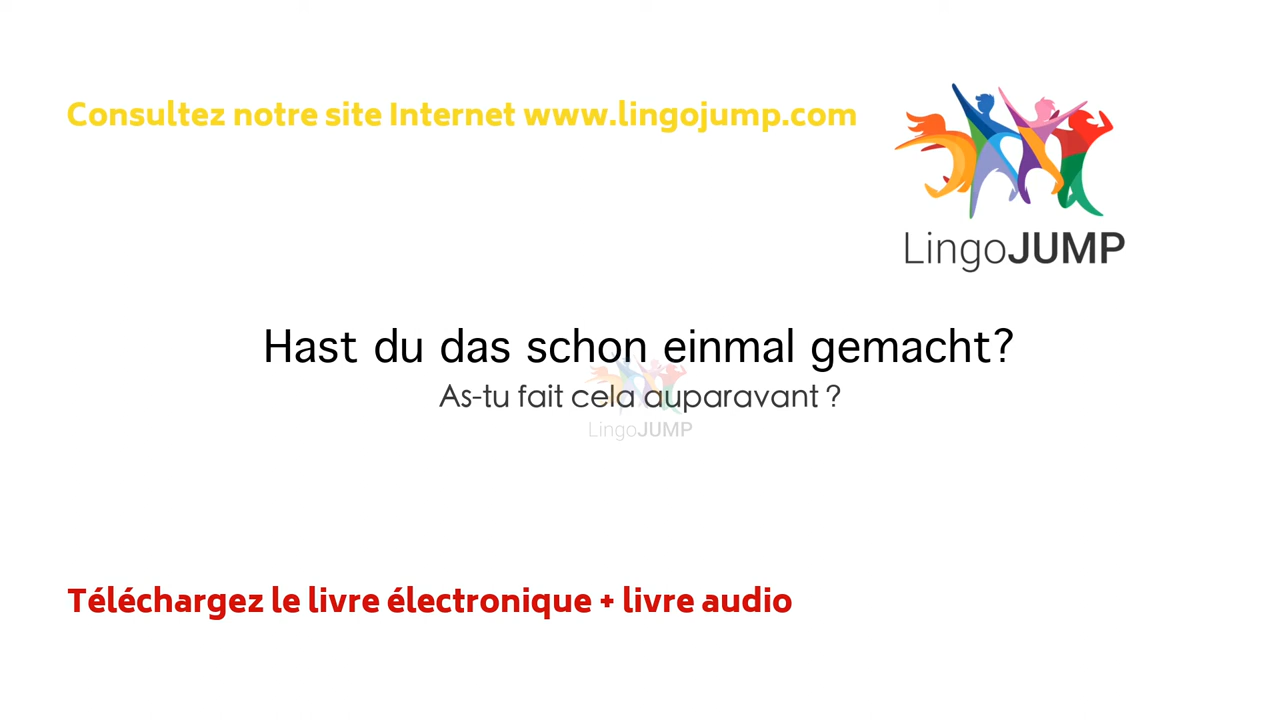 Consultez notre site Internet www.lingojump.com
LingoJUMP
Hast du das schon einmal gemacht?
As-tu fait cela auparavant ?
LingoJUMP
Téléchargez le livre électronique + livre audio